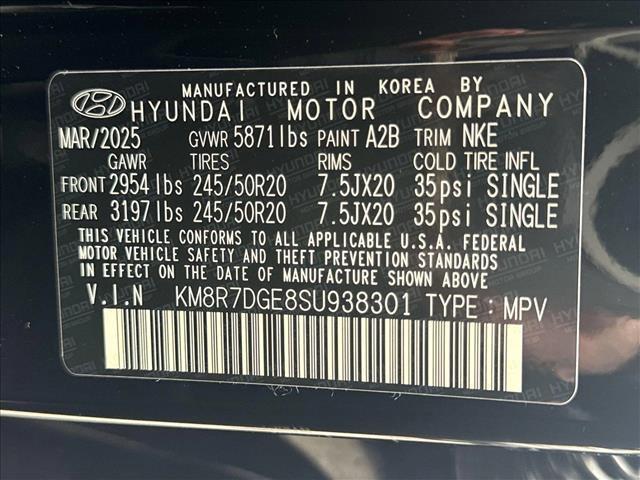 MANUFACTURED IN KOREA BY
HYUNDAI MOTOR COMPANY
MAR/2025 GVWR 5871lbs PAINT A2B TRIM NKE
GAWR TIRES RIMS COLD TIRE INFL
FRONT 2954lbs 245/50R20 7.5JX20 35psi SINGLE
REAR 3197lbs 245/50R20 7.5JX20 35psi SINGLE
THIS VEHICLE CONFORMS TO ALL APPLICABLE U.S.A. FEDERAL
MOTOR VEHICLE SAFETY AND THEFT PREVENTION STANDARDS
IN EFFECT ON THE DATE OF MANUFACTURE SHOWN ABOVE.
V.I.N KM8R7DGE8SU938301 TYPE : MPV